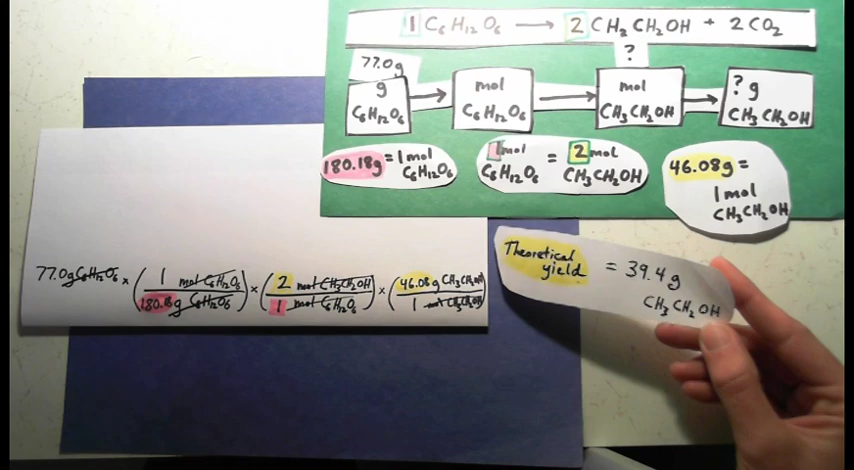 1 C₆H₁₂O₆ → 2 CH₂CH₂OH + 2 CO₂
?
77.0g
g
C₆H₁₂O₆
mol
C₆H₁₂O₆
mol
CH₃CH₂OH
? g
CH₃CH₂OH
180.18g = 1 mol
C₆H₁₂O₆
1 mol = 2 mol
C₆H₁₂O₆ CH₃CH₂OH
46.08g =
1 mol
CH₃CH₂OH
77.0g C₆H₁₂O₆ × (1 mol C₆H₁₂O₆ / 180.18g C₆H₁₂O₆) × (2 mol CH₃CH₂OH / 1 mol C₆H₁₂O₆) × (46.08g CH₃CH₂OH / 1 mol CH₃CH₂OH)
Theoretical
yield = 39.4 g
CH₃CH₂OH